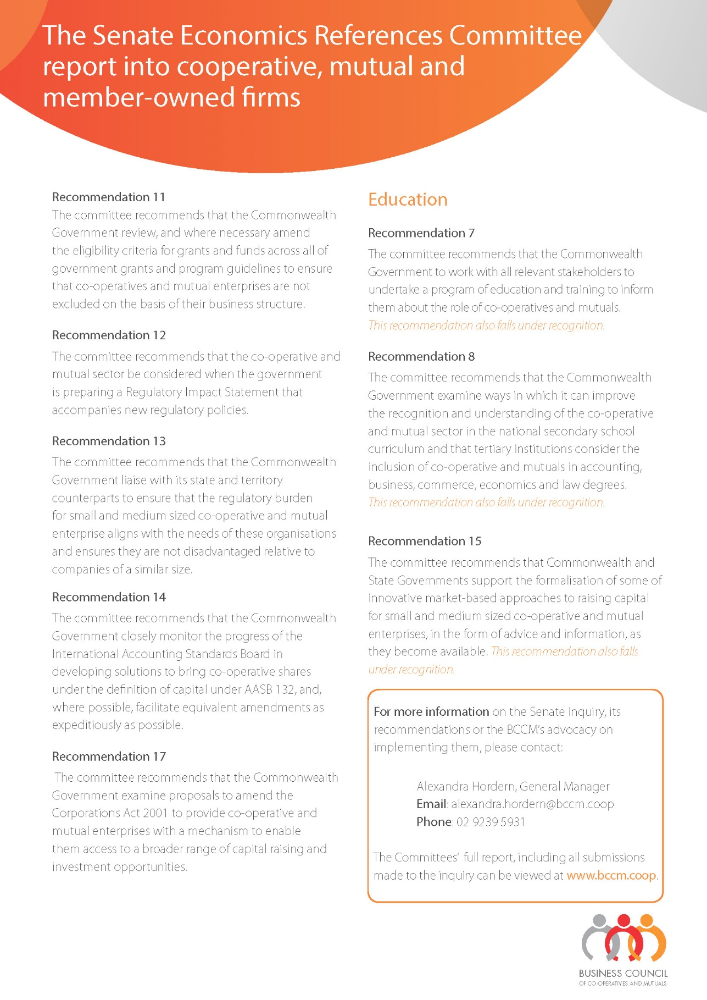 The Senate Economics References Committee
report into cooperative, mutual and
member-owned firms
Recommendation 11
The committee recommends that the Commonwealth
Government review, and where necessary amend
the eligibility criteria for grants and funds across all of
government grants and program guidelines to ensure
that co-operatives and mutual enterprises are not
excluded on the basis of their business structure.
Recommendation 12
The committee recommends that the co-operative and
mutual sector be considered when the government
is preparing a Regulatory Impact Statement that
accompanies new regulatory policies.
Recommendation 13
The committee recommends that the Commonwealth
Government liaise with its state and territory
counterparts to ensure that the regulatory burden
for small and medium sized co-operative and mutual
enterprise aligns with the needs of these organisations
and ensures they are not disadvantaged relative to
companies of a similar size.
Recommendation 14
The committee recommends that the Commonwealth
Government closely monitor the progress of the
International Accounting Standards Board in
developing solutions to bring co-operative shares
under the definition of capital under AASB 132, and,
where possible, facilitate equivalent amendments as
expeditiously as possible.
Recommendation 17
The committee recommends that the Commonwealth
Government examine proposals to amend the
Corporations Act 2001 to provide co-operative and
mutual enterprises with a mechanism to enable
them access to a broader range of capital raising and
investment opportunities.
Education
Recommendation 7
The committee recommends that the Commonwealth
Government to work with all relevant stakeholders to
undertake a program of education and training to inform
them about the role of co-operatives and mutuals.
This recommendation also falls under recognition.
Recommendation 8
The committee recommends that the Commonwealth
Government examine ways in which it can improve
the recognition and understanding of the co-operative
and mutual sector in the national secondary school
curriculum and that tertiary institutions consider the
inclusion of co-operative and mutuals in accounting,
business, commerce, economics and law degrees.
This recommendation also falls under recognition.
Recommendation 15
The committee recommends that Commonwealth and
State Governments support the formalisation of some of
innovative market-based approaches to raising capital
for small and medium sized co-operative and mutual
enterprises, in the form of advice and information, as
they become available. This recommendation also falls
under recognition.
For more information on the Senate inquiry, its
recommendations or the BCCM's advocacy on
implementing them, please contact:
Alexandra Hordern, General Manager
Email: alexandra.hordern@bccm.coop
Phone: 02 9239 5931
The Committees' full report, including all submissions
made to the inquiry can be viewed at www.bccm.coop.
BUSINESS COUNCIL
OF CO-OPERATIVES AND MUTUALS